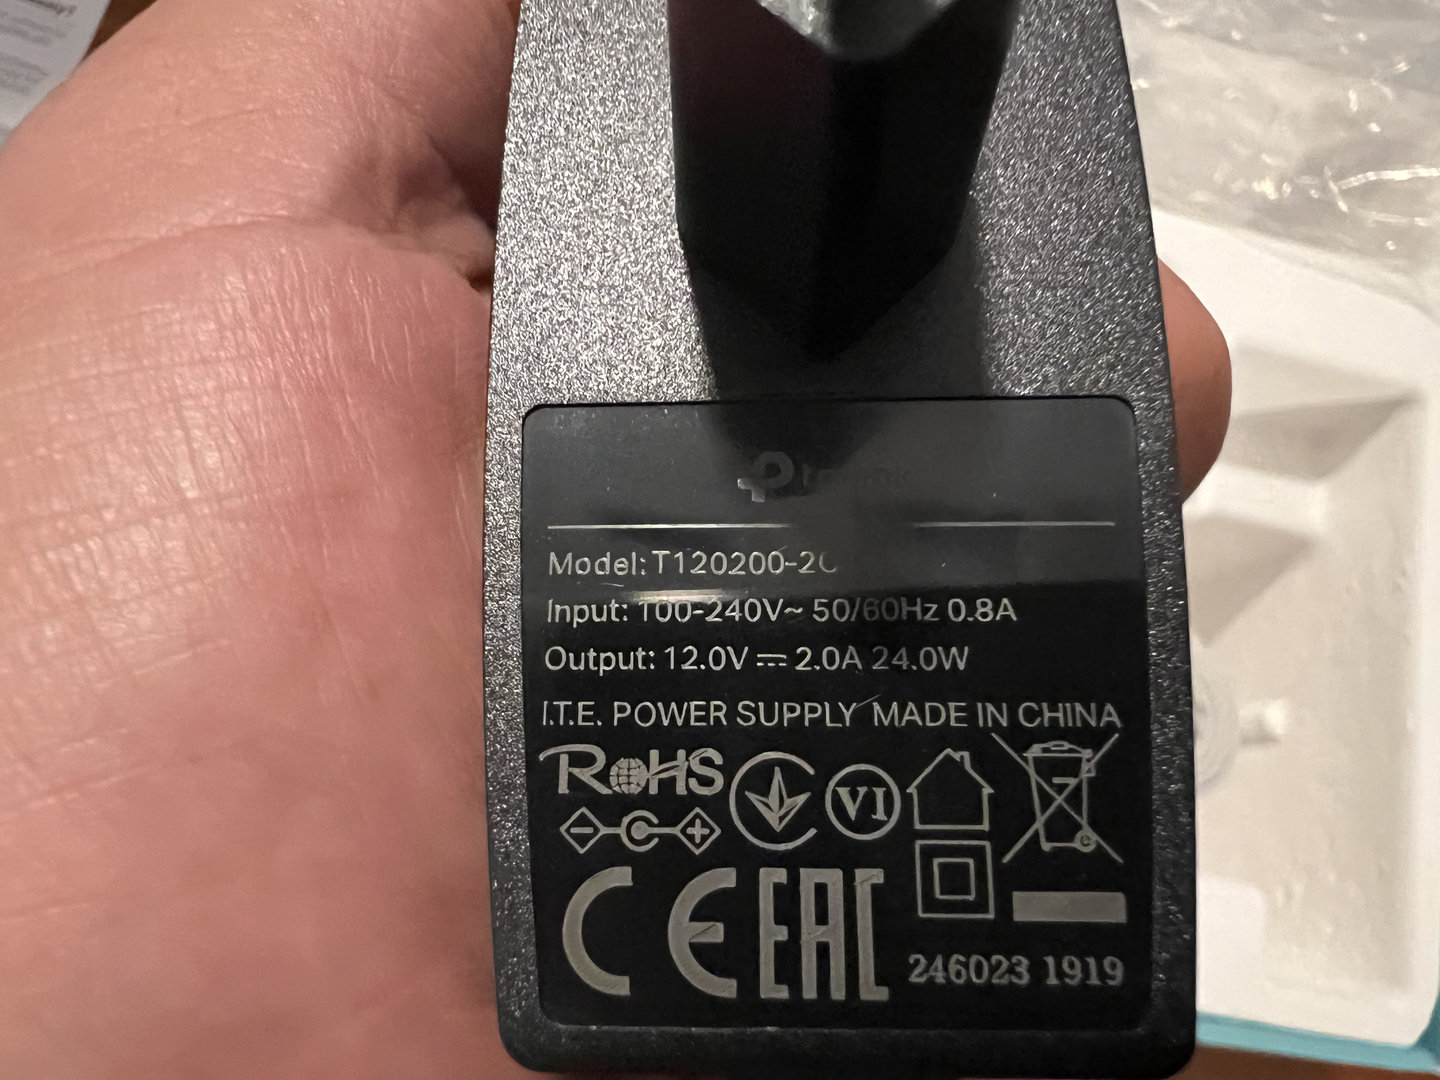 Model: T120200-2C
Input: 100-240V~ 50/60Hz 0.8A
Output: 12.0V ⎓ 2.0A 24.0W
I.T.E. POWER SUPPLY MADE IN CHINA
RoHS
VI
CE EAC
246023 1919